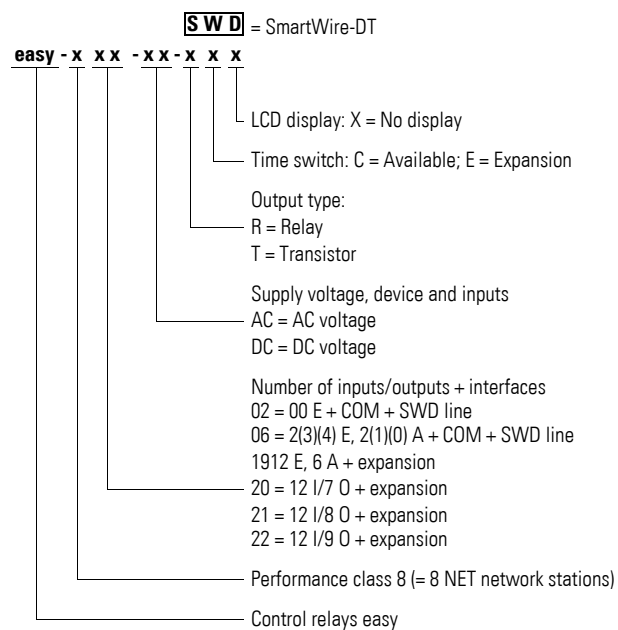 S W D = SmartWire-DT
easy - x x x - x x - x x x
LCD display: X = No display
Time switch: C = Available; E = Expansion
Output type:
R = Relay
T = Transistor
Supply voltage, device and inputs
AC = AC voltage
DC = DC voltage
Number of inputs/outputs + interfaces
02 = 00 E + COM + SWD line
06 = 2(3)(4) E, 2(1)(0) A + COM + SWD line
1912 E, 6 A + expansion
20 = 12 I/7 O + expansion
21 = 12 I/8 O + expansion
22 = 12 I/9 O + expansion
Performance class 8 (= 8 NET network stations)
Control relays easy